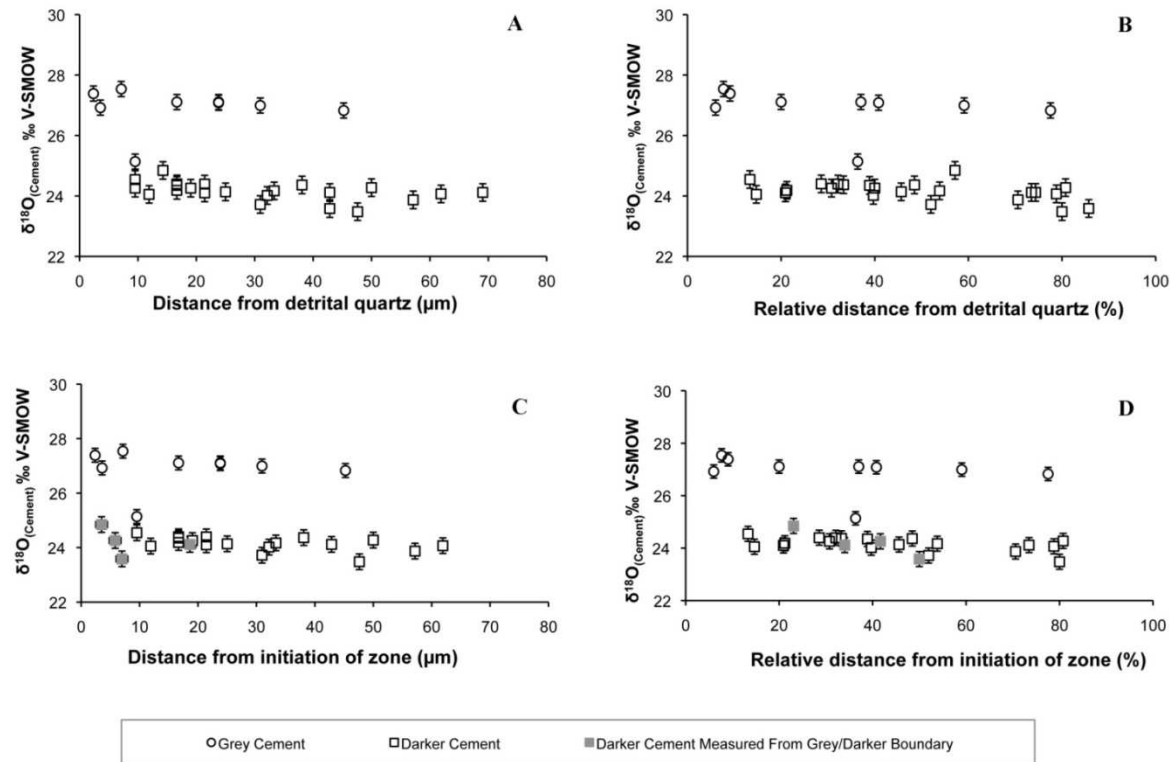 A
30
28
26
24
22
δ¹⁸O(Cement) ‰ V-SMOW
0 10 20 30 40 50 60 70 80
Distance from detrital quartz (µm)
B
30
28
26
24
22
δ¹⁸O(Cement) ‰ V-SMOW
0 20 40 60 80 100
Relative distance from detrital quartz (%)
C
30
28
26
24
22
δ¹⁸O(Cement)‰ V-SMOW
0 10 20 30 40 50 60 70 80
Distance from initiation of zone (µm)
D
30
28
26
24
22
δ¹⁸O(Cement)‰ V-SMOW
0 20 40 60 80 100
Relative distance from initiation of zone (%)
Grey Cement Darker Cement Darker Cement Measured From Grey/Darker Boundary